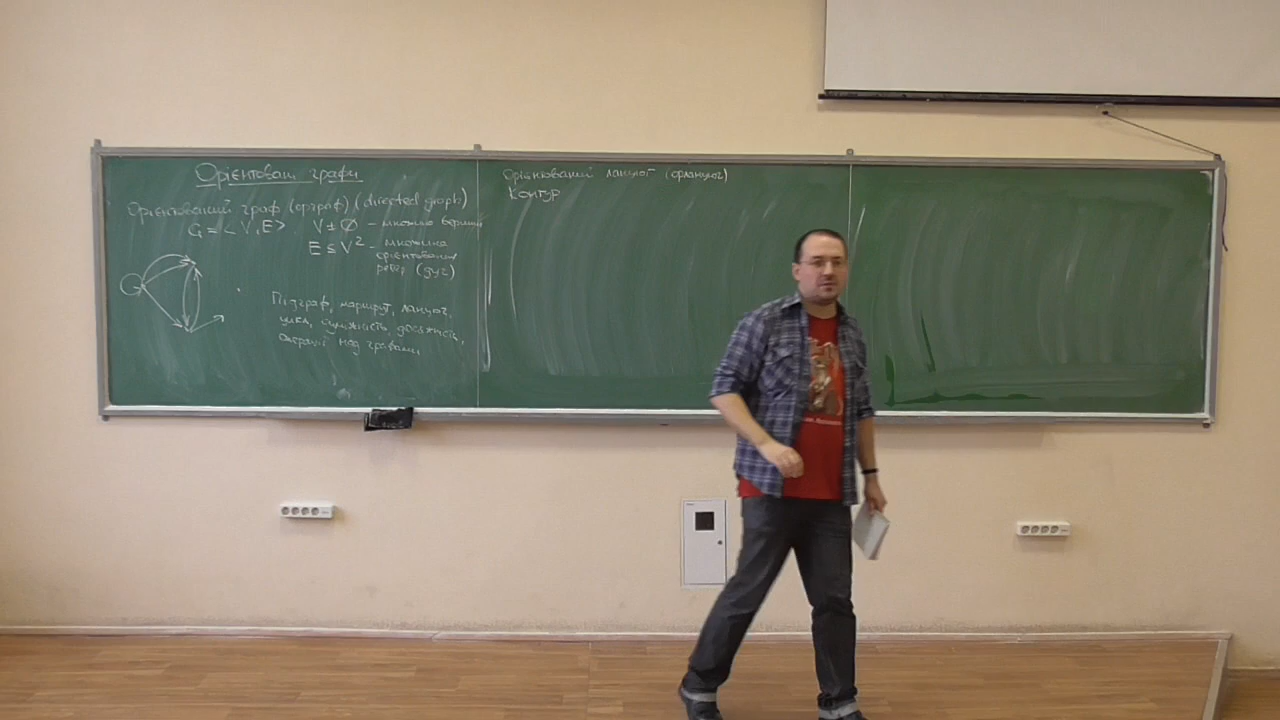 Орієнтовані графи
Орієнтований граф (орграф) (directed graph)
G = < V, E > V ≠ ∅ – множина вершин
E ⊆ V² – множина
орієнтованих
ребер (дуг)
Підграф, маршрут, ланцюг,
цикл, суміжність, досяжність,
операції над графами
Орієнтований ланцюг (орланцюг)
Контур